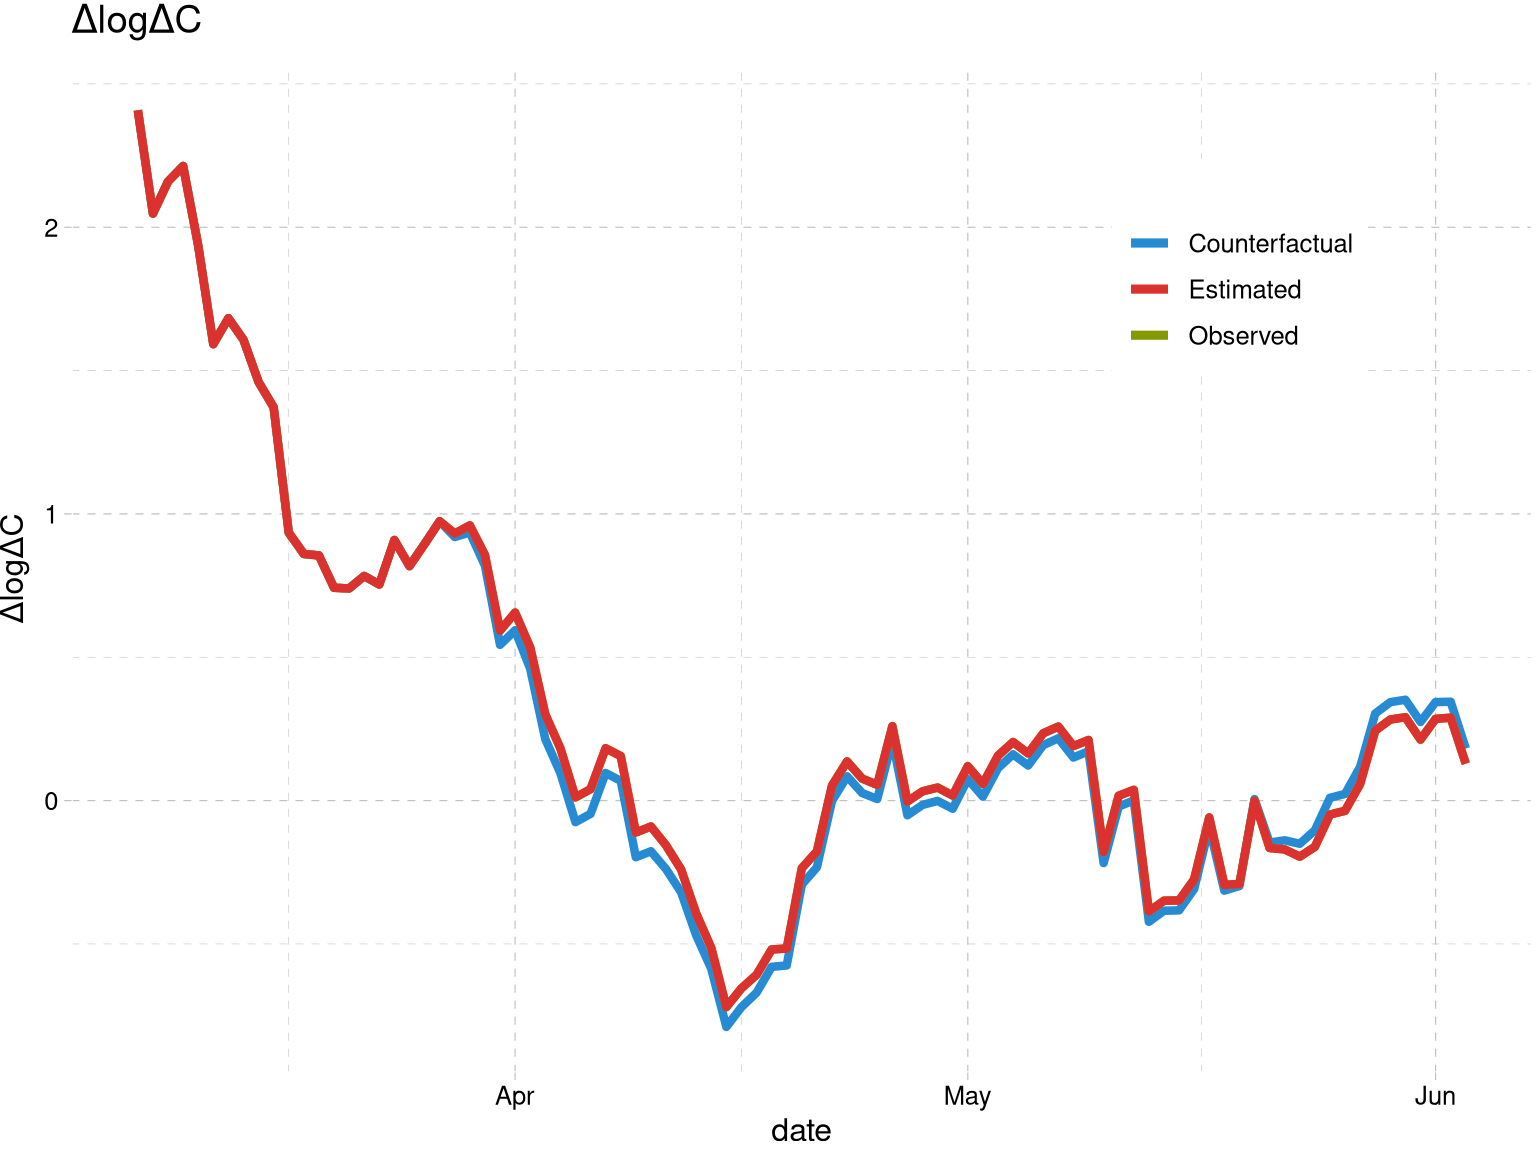 ΔlogΔC
2
1
0
ΔlogΔC
Counterfactual
Estimated
Observed
Apr
May
Jun
date